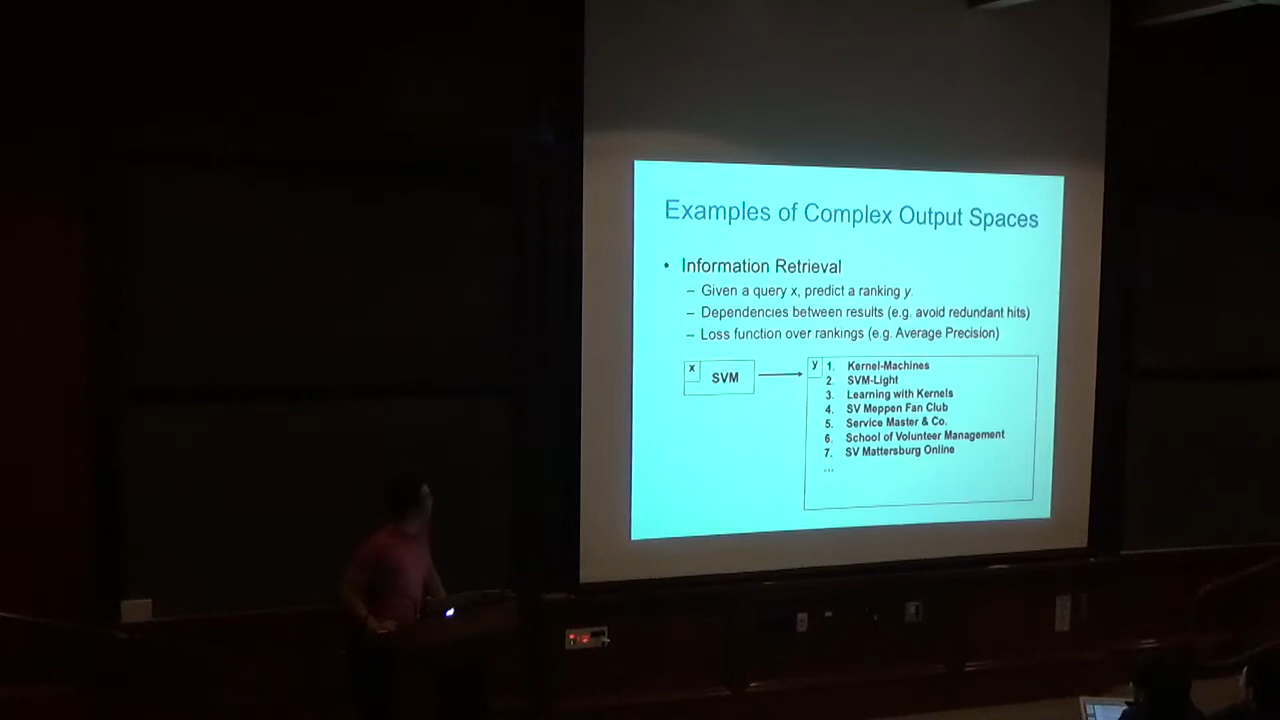 Examples of Complex Output Spaces
• Information Retrieval
– Given a query x, predict a ranking y.
– Dependencies between results (e.g. avoid redundant hits)
– Loss function over rankings (e.g. Average Precision)
x SVM
y 1. Kernel-Machines
2. SVM-Light
3. Learning with Kernels
4. SV Meppen Fan Club
5. Service Master & Co.
6. School of Volunteer Management
7. SV Mattersburg Online
...